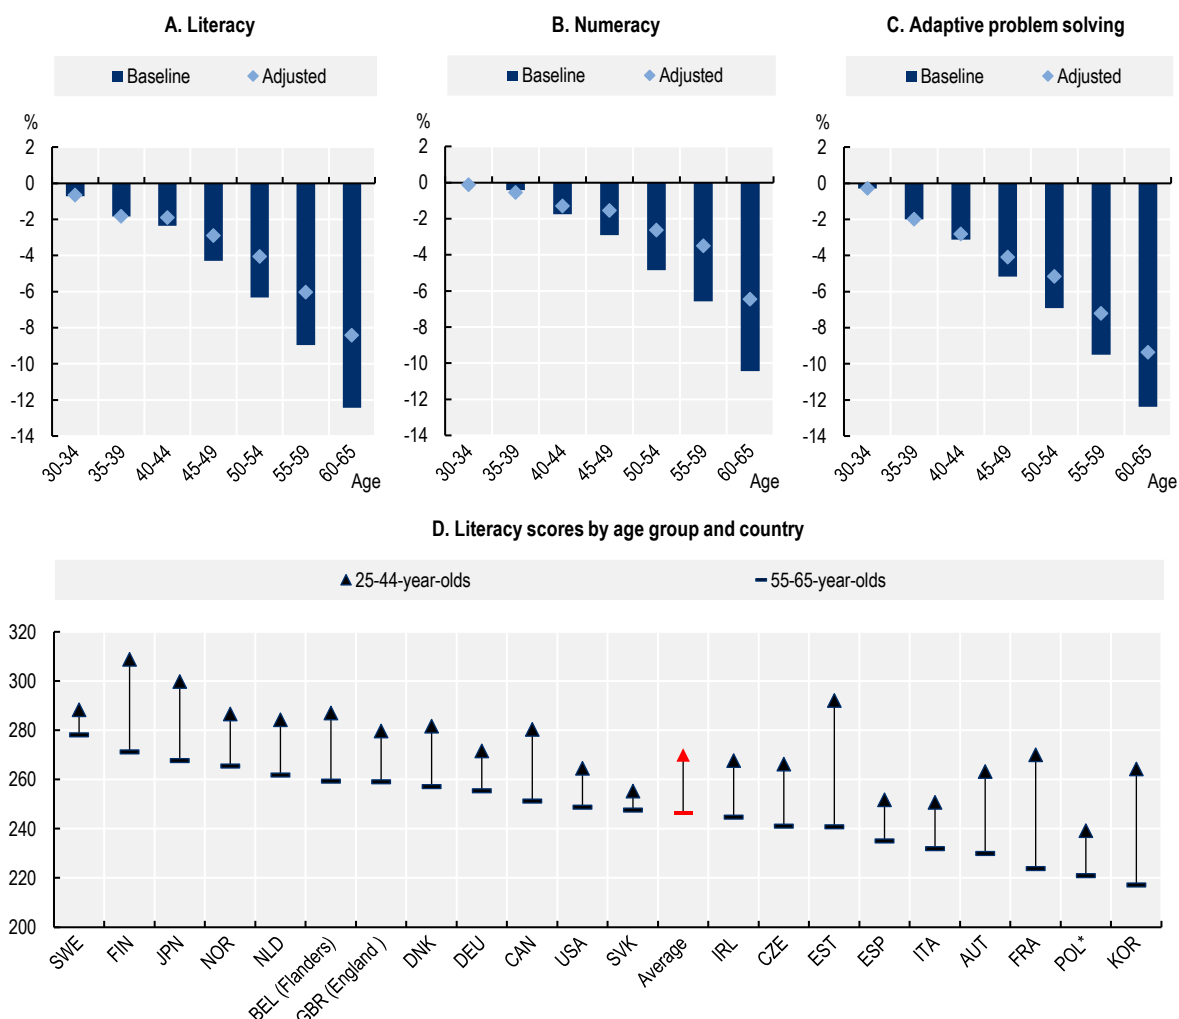 A. Literacy
B. Numeracy
C. Adaptive problem solving
Baseline Adjusted
Baseline Adjusted
Baseline Adjusted
%
2
0
-2
-4
-6
-8
-10
-12
-14
30-34 35-39 40-44 45-49 50-54 55-59 60-65
Age
%
2
0
-2
-4
-6
-8
-10
-12
-14
30-34 35-39 40-44 45-49 50-54 55-59 60-65
Age
%
2
0
-2
-4
-6
-8
-10
-12
-14
30-34 35-39 40-44 45-49 50-54 55-59 60-65
Age
D. Literacy scores by age group and country
25-44-year-olds 55-65-year-olds
320
300
280
260
240
220
200
SWE FIN JPN NOR NLD BEL (Flanders) GBR (England ) DNK DEU CAN USA SVK Average IRL CZE EST ESP ITA AUT FRA POL* KOR